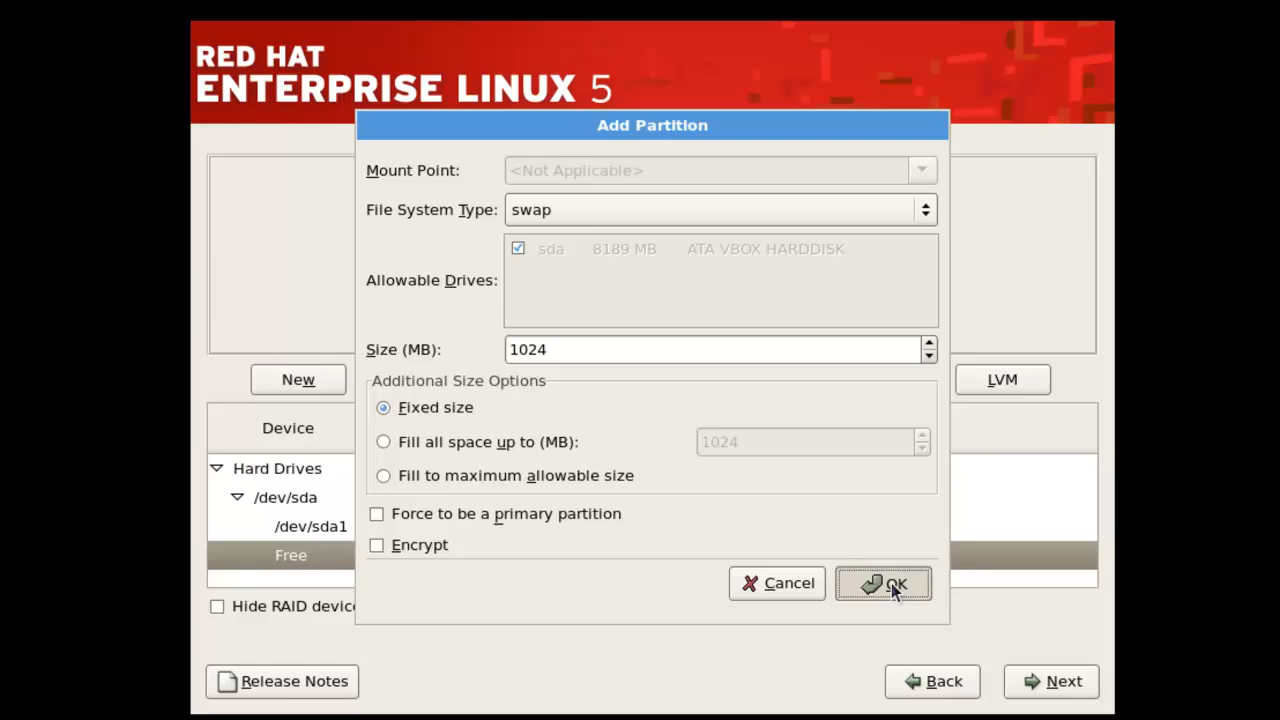 RED HAT
ENTERPRISE LINUX 5
Add Partition
Mount Point: <Not Applicable>
File System Type: swap
Allowable Drives: sda 8189 MB ATA VBOX HARDDISK
Size (MB): 1024
Additional Size Options
Fixed size
Fill all space up to (MB): 1024
Fill to maximum allowable size
Force to be a primary partition
Encrypt
Cancel OK
New LVM
Device
Hard Drives
/dev/sda
/dev/sda1
Free
Hide RAID device
Release Notes Back Next